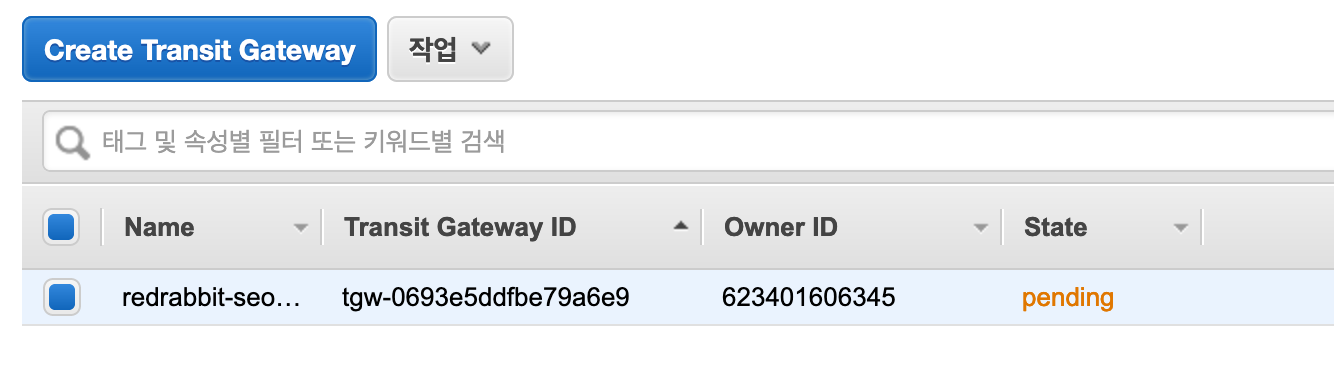 Create Transit Gateway 작업
태그 및 속성별 필터 또는 키워드별 검색
Name Transit Gateway ID Owner ID State
redrabbit-seo… tgw-0693e5ddfbe79a6e9 623401606345 pending